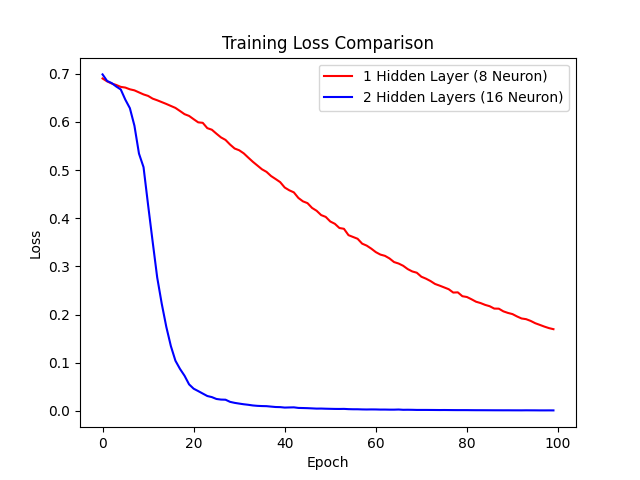 Training Loss Comparison
1 Hidden Layer (8 Neuron)
2 Hidden Layers (16 Neuron)
Loss
0.7
0.6
0.5
0.4
0.3
0.2
0.1
0.0
0 20 40 60 80 100
Epoch